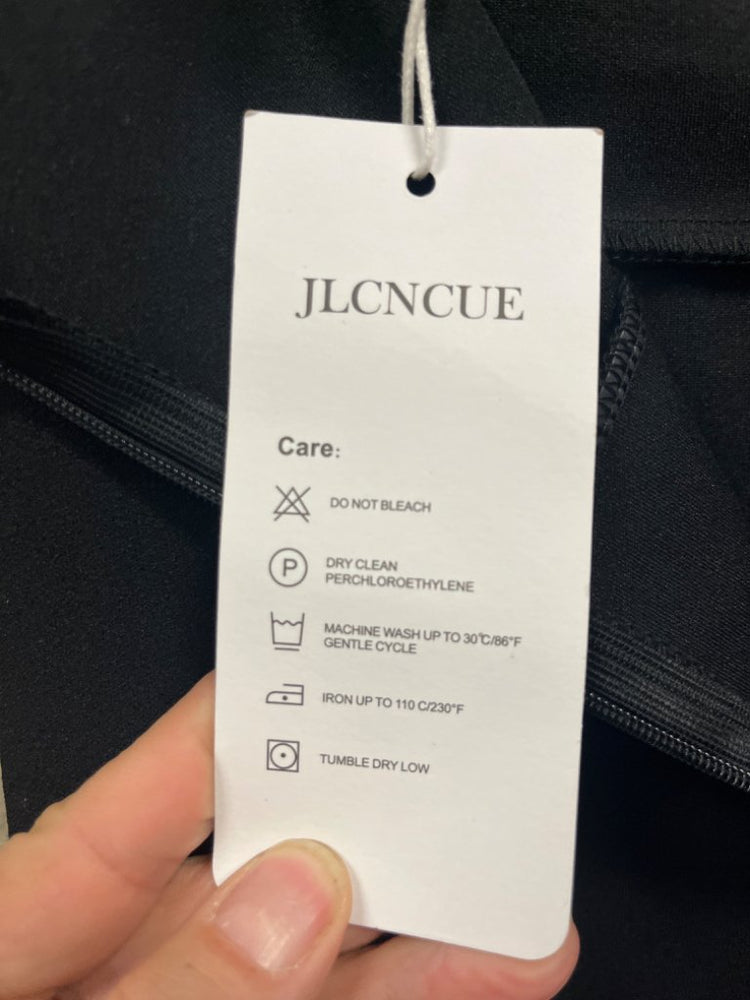 JLCNCUE
Care:
DO NOT BLEACH
P
DRY CLEAN
PERCHLOROETHYLENE
MACHINE WASH UP TO 30℃/86°F
GENTLE CYCLE
IRON UP TO 110 C/230°F
TUMBLE DRY LOW